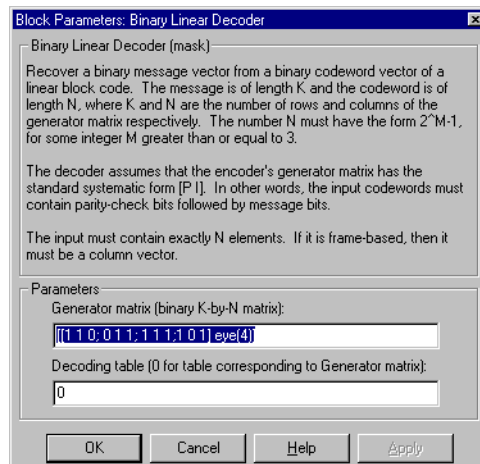 Block Parameters: Binary Linear Decoder
Binary Linear Decoder (mask)
Recover a binary message vector from a binary codeword vector of a
linear block code. The message is of length K and the codeword is of
length N, where K and N are the number of rows and columns of the
generator matrix respectively. The number N must have the form 2^M-1,
for some integer M greater than or equal to 3.
The decoder assumes that the encoder's generator matrix has the
standard systematic form [P I]. In other words, the input codewords must
contain parity-check bits followed by message bits.
The input must contain exactly N elements. If it is frame-based, then it
must be a column vector.
Parameters
Generator matrix (binary K-by-N matrix):
[[1 1 0; 0 1 1; 1 1 1;1 0 1] eye(4)]
Decoding table (0 for table corresponding to Generator matrix):
0
OK Cancel Help Apply